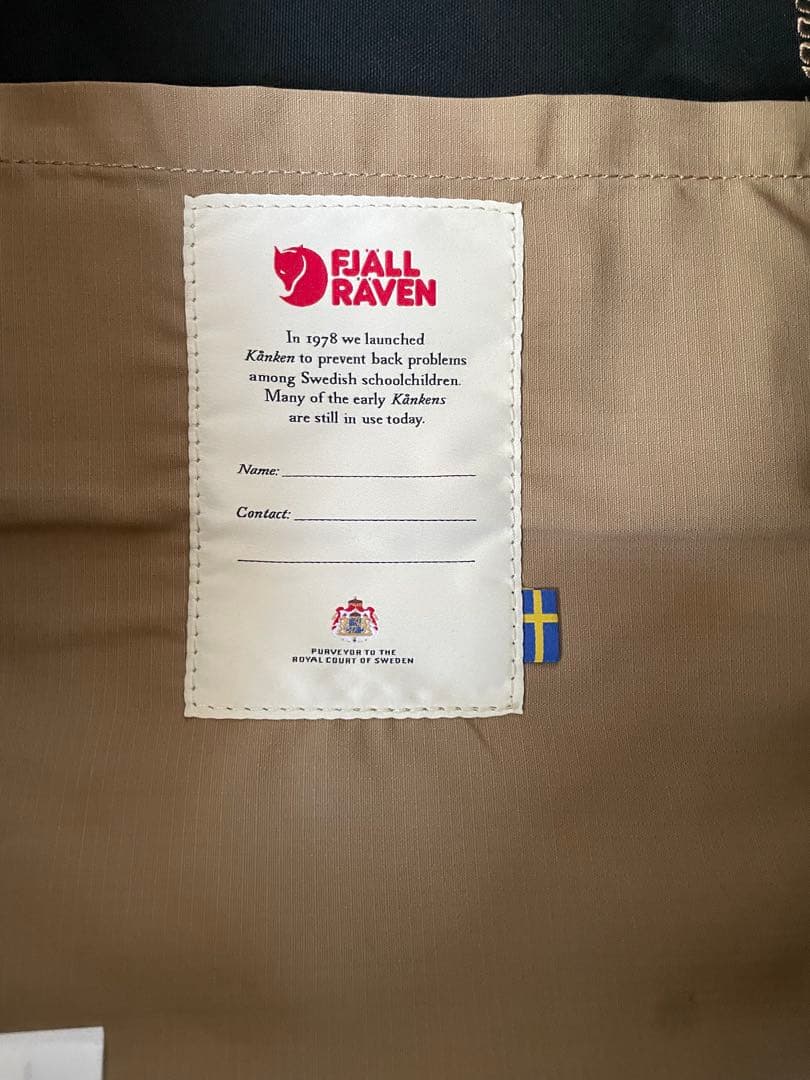 FJÄLL
RÄVEN
In 1978 we launched
Kånken to prevent back problems
among Swedish schoolchildren.
Many of the early Kånkens
are still in use today.
Name:
Contact:
PURVEYOR TO THE
ROYAL COURT OF SWEDEN